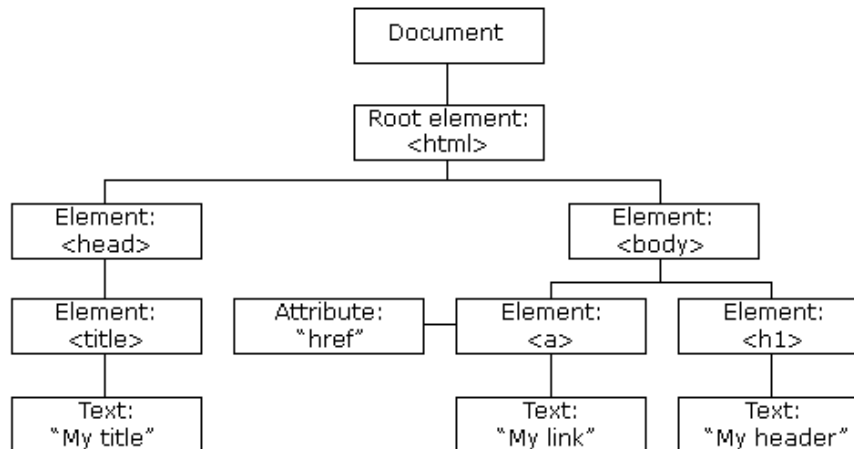 Document
Root element:
<html>
Element:
<head>
Element:
<body>
Element:
<title>
Attribute:
“href”
Element:
<a>
Element:
<h1>
Text:
“My title”
Text:
“My link”
Text:
“My header”